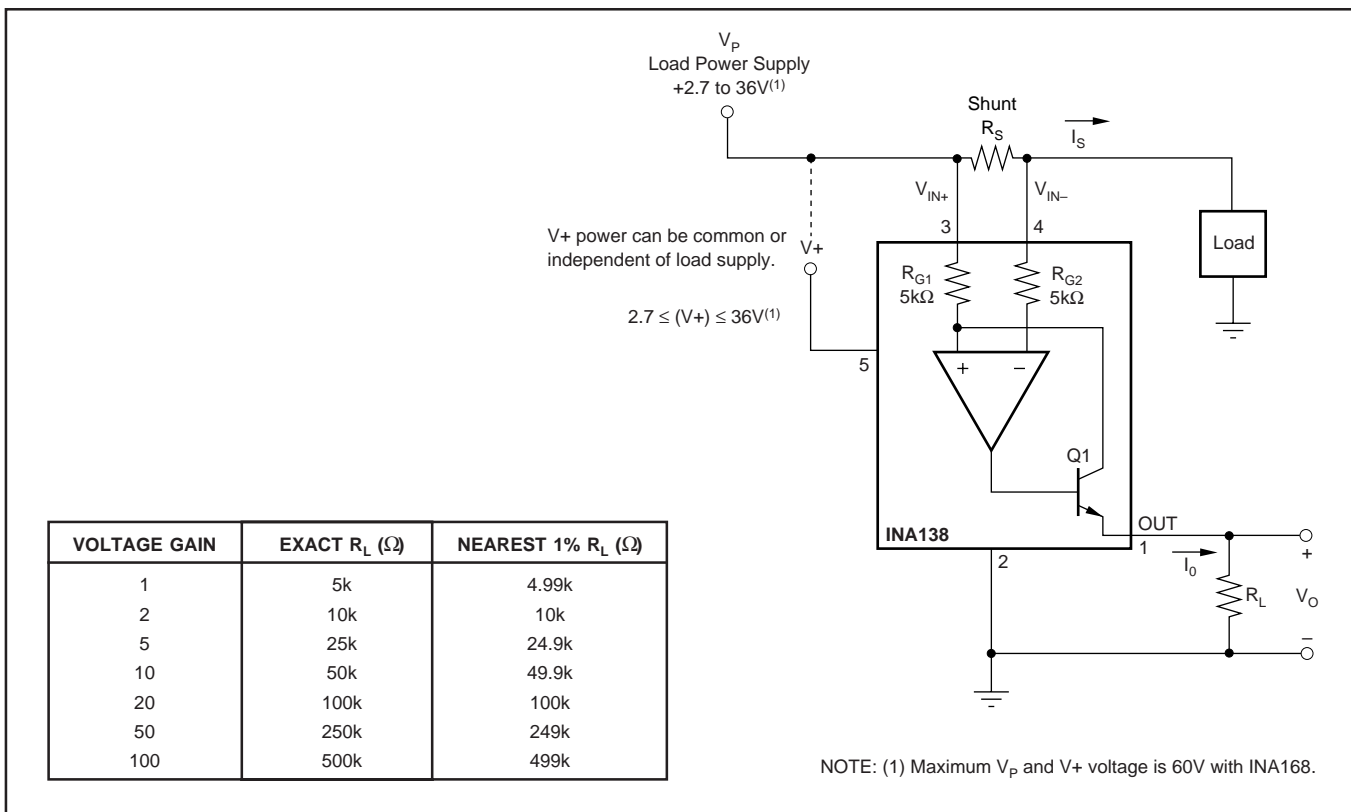 V_P
Load Power Supply
+2.7 to 36V(1)
Shunt
R_S
I_S
V_IN+
V_IN–
3
4
V+ power can be common or
independent of load supply.
V+
Load
R_G1
5kΩ
R_G2
5kΩ
2.7 ≤ (V+) ≤ 36V(1)
5
+
–
Q1
INA138
OUT
1
2
I_0
R_L
+
V_O
–
VOLTAGE GAIN EXACT R_L (Ω) NEAREST 1% R_L (Ω)
1 5k 4.99k
2 10k 10k
5 25k 24.9k
10 50k 49.9k
20 100k 100k
50 250k 249k
100 500k 499k
NOTE: (1) Maximum V_P and V+ voltage is 60V with INA168.